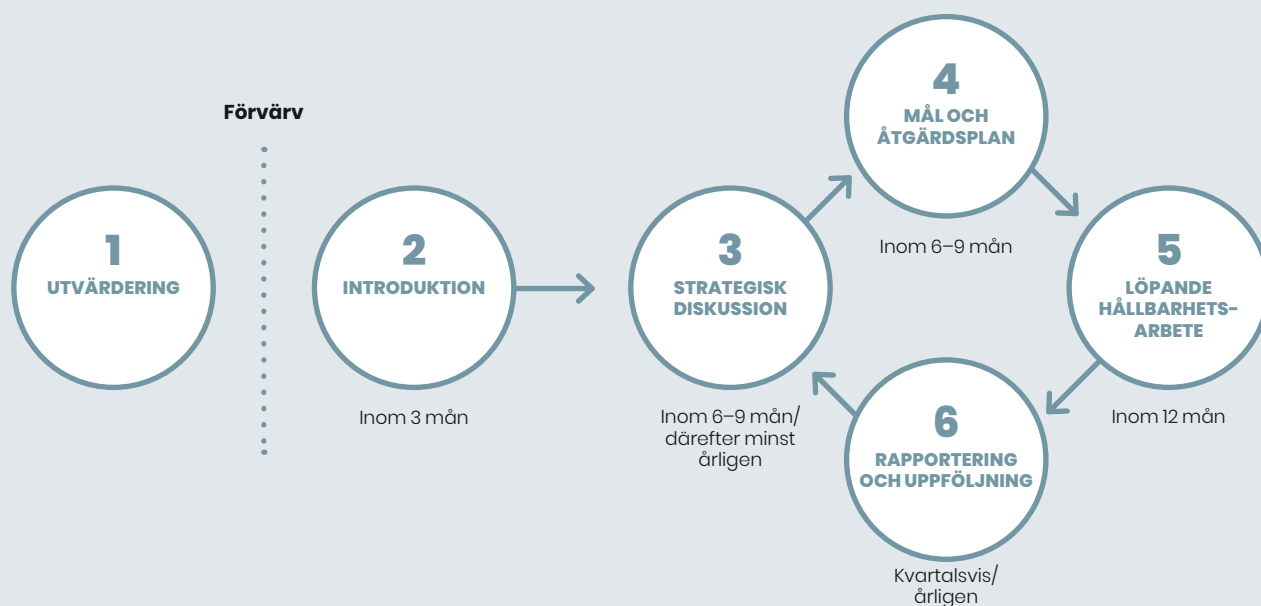 Förvärv
1
UTVÄRDERING
2
INTRODUKTION
Inom 3 mån
3
STRATEGISK
DISKUSSION
Inom 6–9 mån/
därefter minst
årligen
4
MÅL OCH
ÅTGÄRDSPLAN
Inom 6–9 mån
5
LÖPANDE
HÅLLBARHETS-
ARBETE
Inom 12 mån
6
RAPPORTERING
OCH UPPFÖLJNING
Kvartalsvis/
årligen